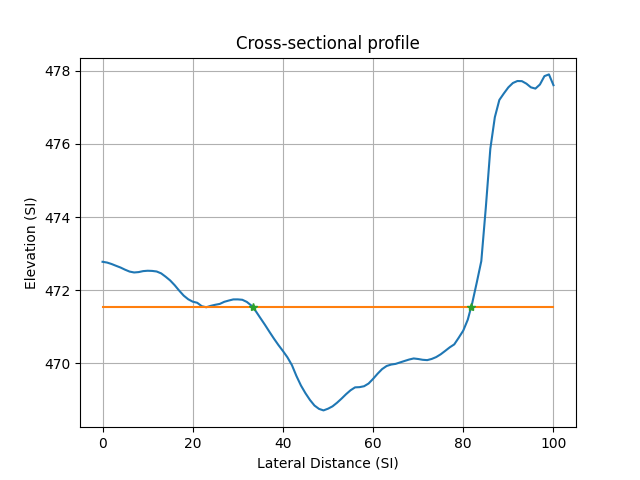 Cross-sectional profile
478
476
474
472
470
Elevation (SI)
0 20 40 60 80 100
Lateral Distance (SI)